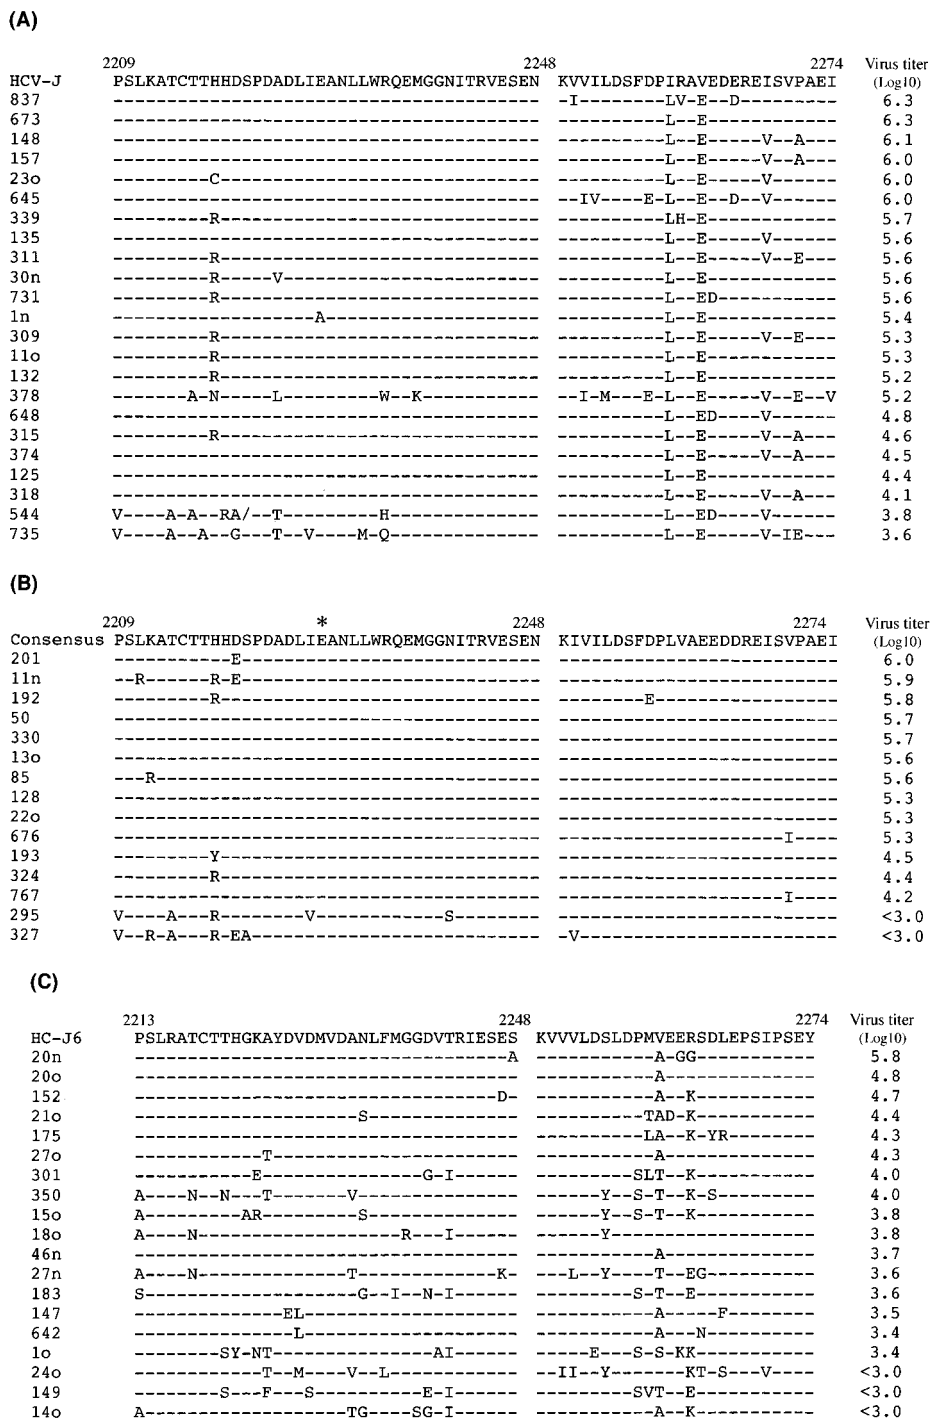 (A)
2209 2248 2274 Virus titer
HCV-J PSLKATCTTHHDSPDADLIEANLLWRQEMGGNITRVESEN KVVILDSFDPIRAVEDEREISVPAEI (Log10)
837 ---------------------------------------- -I--------LV-E--D--------- 6.3
673 ---------------------------------------- ----------L--E------------ 6.3
148 ---------------------------------------- ----------L--E-----V--A--- 6.1
157 ---------------------------------------- ----------L--E-----V--A--- 6.0
23o ---------C------------------------------ ----------L--E-----V------ 6.0
645 ---------------------------------------- --IV----E-L--E--D--V------ 6.0
339 ---------R------------------------------ ----------LH-E------------ 5.7
135 ---------------------------------------- ----------L--E-----V------ 5.6
311 ---------R------------------------------ ----------L--E-----V--E--- 5.6
30n ---------R-----V------------------------ ----------L--E------------ 5.6
731 ---------R------------------------------ ----------L--ED----------- 5.6
1n -------------------A-------------------- ----------L--E------------ 5.4
309 ---------R------------------------------ ----------L--E-----V--E--- 5.3
11o ---------R------------------------------ ----------L--E------------ 5.3
132 ---------R------------------------------ ----------L--E------------ 5.2
378 -------A-N-----L---------W--K----------- --I-M---E-L--E-----V--E--V 5.2
648 ---------------------------------------- ----------L--ED----V------ 4.8
315 ---------R------------------------------ ----------L--E-----V--A--- 4.6
374 ---------------------------------------- ----------L--E-----V--A--- 4.5
125 ---------------------------------------- ----------L--E------------ 4.4
318 ---------------------------------------- ----------L--E-----V--A--- 4.1
544 V----A-A--RA/--T---------H-------------- ----------L--ED----V------ 3.8
735 V----A--A--G---T--V----M-Q-------------- ----------L--E-----V-IE--- 3.6
(B)
2209 * 2248 2274 Virus titer
Consensus PSLKATCTTHHDSPDADLIEANLLWRQEMGGNITRVESEN KIVILDSFDPLVAEEDDREISVPAEI (Log10)
201 -----------E---------------------------- -------------------------- 6.0
11n --R------R-E---------------------------- -------------------------- 5.9
192 ---------R------------------------------ --------E----------------- 5.8
50 ---------------------------------------- -------------------------- 5.7
330 ---------------------------------------- -------------------------- 5.7
13o ---------------------------------------- -------------------------- 5.6
85 ---R------------------------------------ -------------------------- 5.6
128 ---------------------------------------- -------------------------- 5.3
22o ---------------------------------------- -------------------------- 5.3
676 ---------------------------------------- ---------------------I---- 5.3
193 ---------Y------------------------------ -------------------------- 4.5
324 ---------R------------------------------ -------------------------- 4.4
767 ---------------------------------------- ---------------------I---- 4.2
295 V----A---R--------V------------S-------- -------------------------- <3.0
327 V--R-A---R-EA--------------------------- -V------------------------ <3.0
(C)
2213 2248 2274 Virus titer
HC-J6 PSLRATCTTHGKAYDVDMVDANLFMGGDVTRIESES KVVVLDSLDPMVEERSDLEPSIPSEY (Log10)
20n -----------------------------------A -----------A-GG----------- 5.8
20o ------------------------------------ -----------A-------------- 4.8
152 ----------------------------------D- -----------A--K----------- 4.7
21o ---------------------S-------------- ----------TAD-K----------- 4.4
175 ------------------------------------ ----------LA--K-YR-------- 4.3
27o ------------T----------------------- -----------A-------------- 4.3
301 -----------E---------------G-I------ ---------SLT--K----------- 4.0
350 A----N--N---T-------V--------------- ------Y--S-T--K-S--------- 4.0
15o A---------AR---------S-------------- ------Y--S-T--K----------- 3.8
18o A----N-------------------R---I------ ------Y------------------- 3.8
46n ------------------------------------ -----------A-------------- 3.7
27n A----N--------------T-------------K- ---L--Y----T--EG---------- 3.6
183 S--------------------G--M--N-I------ ---------S-T--E----------- 3.6
147 --------------EL-------------------- -----------A-----F-------- 3.5
642 ---------------L-------------------- -----------A---N---------- 3.4
1o --------SY-NT---------------AI------ -----E---S-S-KK----------- 3.4
24o ------------T--M----V--L------------ --II--Y-------KT-S---V---- <3.0
149 --------S---F---S----------E-I------ ---------SVT--E----------- <3.0
14o A-------------------TG----SG-I------ -----------A--K----------- <3.0